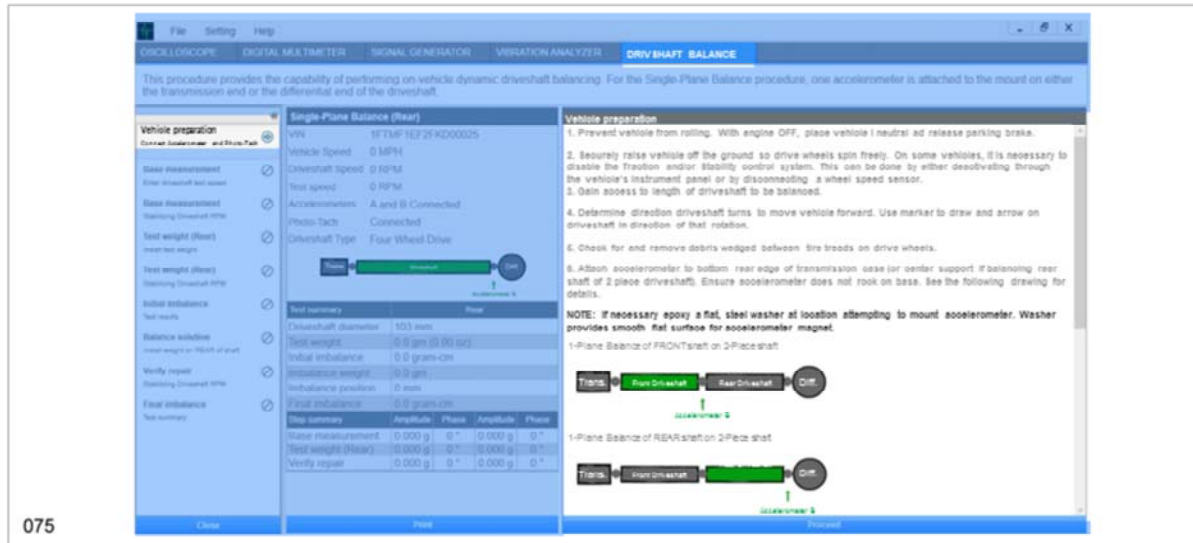 File Setting Help
OSCILLOSCOPE DIGITAL MULTIMETER SIGNAL GENERATOR VIBRATION ANALYZER DRIVSHAFT BALANCE
This procedure provides the capability of performing on-vehicle dynamic driveshaft balancing. For the Single-Plane Balance procedure, one accelerometer is attached to the mount on either
the transmission end or the differential end of the driveshaft.
Vehicle preparation
Connect Accelerometer and Photo-Tach
Base measurement
Enter driveshaft test speed
Base measurement
Stabilizing Driveshaft RPM
Test weight (Rear)
Install test weight
Test weight (Rear)
Stabilizing Driveshaft RPM
Initial imbalance
Test results
Balance solution
Install weight on REAR of shaft
Verify repair
Stabilizing Driveshaft RPM
Final imbalance
Test summary
Close
Single-Plane Balance (Rear)
VIN 1FTMF1EF2FKD00025
Vehicle Speed 0 MPH
Driveshaft Speed 0 RPM
Test speed 0 RPM
Accelerometers A and B Connected
Photo-Tach Connected
Driveshaft Type Four Wheel Drive
Trans. Driveshaft Diff.
Test summary Rear
Driveshaft diameter 103 mm
Test weight 0.0 gm (0.00 oz)
Initial imbalance 0.0 gram-cm
Imbalance weight 0.0 gm
Imbalance position 0 mm
Final imbalance 0.0 gram-cm
Step summary Amplitude Phase Amplitude Phase
Base measurement 0.000 g 0 ° 0.000 g 0 °
Test weight (Rear) 0.000 g 0 ° 0.000 g 0 °
Verify repair 0.000 g 0 ° 0.000 g 0 °
Print
Vehicle preparation
1. Prevent vehicle from rolling. With engine OFF, place vehicle I neutral ad release parking brake.
2. Securely raise vehicle off the ground so drive wheels spin freely. On some vehicles, it is necessary to
disable the traction and/or Stability control system. This can be done by either deactivating through
the vehicle's instrument panel or by disconnecting a wheel speed sensor.
3. Gain access to length of driveshaft to be balanced.
4. Determine direction driveshaft turns to move vehicle forward. Use marker to draw and arrow on
driveshaft in direction of that rotation.
5. Check for and remove debris wedged between tire treads on drive wheels.
6. Attach accelerometer to bottom rear edge of transmission case (or center support if balancing rear
shaft of 2 piece driveshaft). Ensure accelerometer does not rock on base. See the following drawing for
details.
NOTE: If necessary epoxy a flat, steel washer at location attempting to mount accelerometer. Washer
provides smooth flat surface for accelerometer magnet.
1-Plane Balance of FRONT shaft on 2-Piece shaft
Trans. Front Driveshaft Rear Driveshaft Diff.
Accelerometer B
1-Plane Balance of REAR shaft on 2-Piece shaft
Trans. Front Driveshaft Diff.
Accelerometer B
Proceed
075